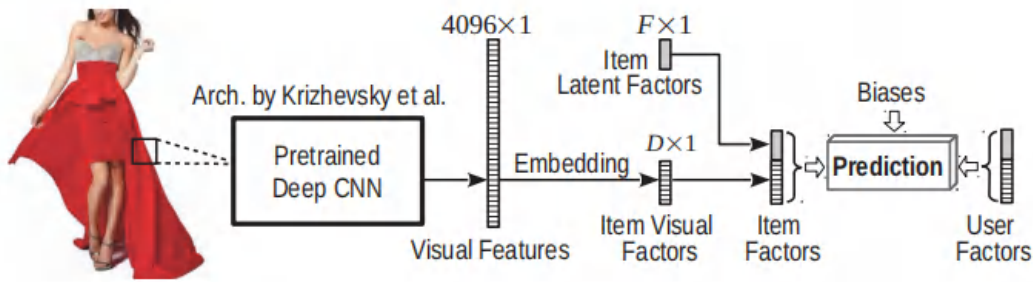 4096×1
F×1
Item
Latent Factors
Arch. by Krizhevsky et al.
Biases
Pretrained
Deep CNN
Embedding
D×1
Prediction
Visual Features
Item Visual
Factors
Item
Factors
User
Factors